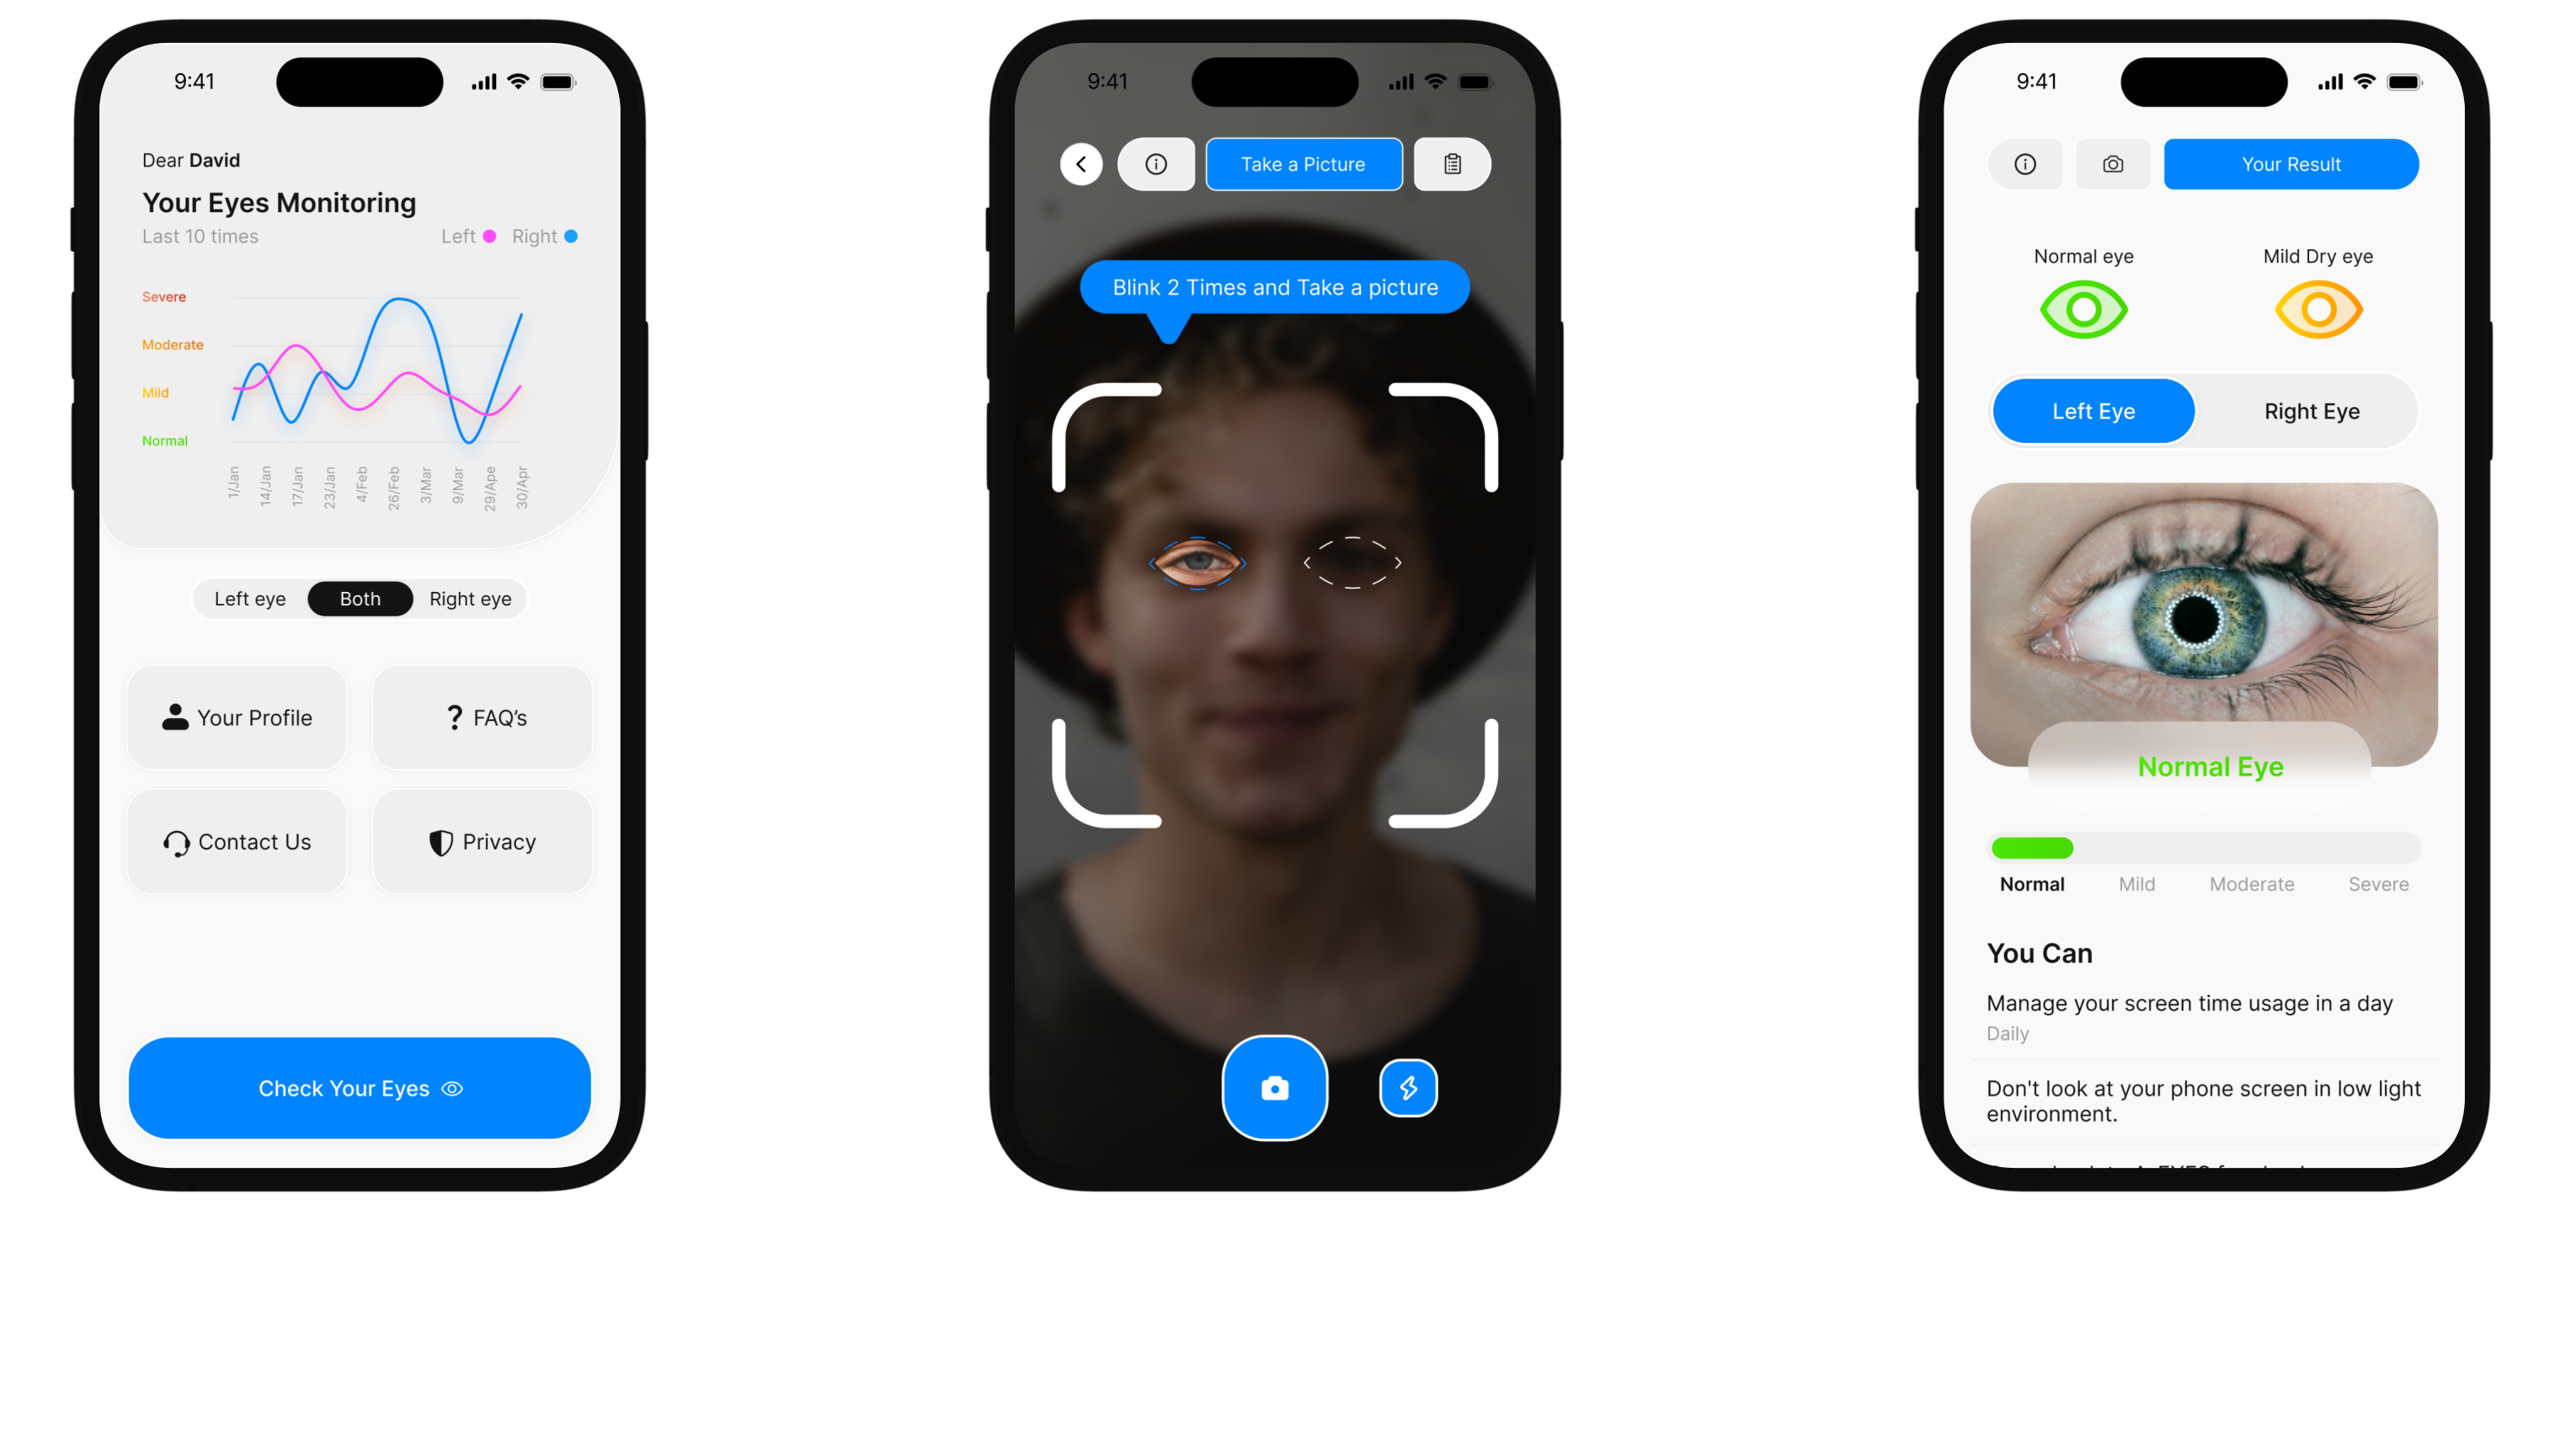 9:41
Dear David
Your Eyes Monitoring
Last 10 times
Left
Right
Severe
Moderate
Mild
Normal
1/Jan
14/Jan
17/Jan
23/Jan
4/Feb
26/Feb
3/Mar
9/Mar
29/Ape
30/Apr
Left eye
Both
Right eye
Your Profile
? FAQ’s
Contact Us
Privacy
Check Your Eyes
9:41
Take a Picture
Blink 2 Times and Take a picture
9:41
Your Result
Normal eye
Mild Dry eye
Left Eye
Right Eye
Normal Eye
Normal
Mild
Moderate
Severe
You Can
Manage your screen time usage in a day
Daily
Don't look at your phone screen in low light
environment.